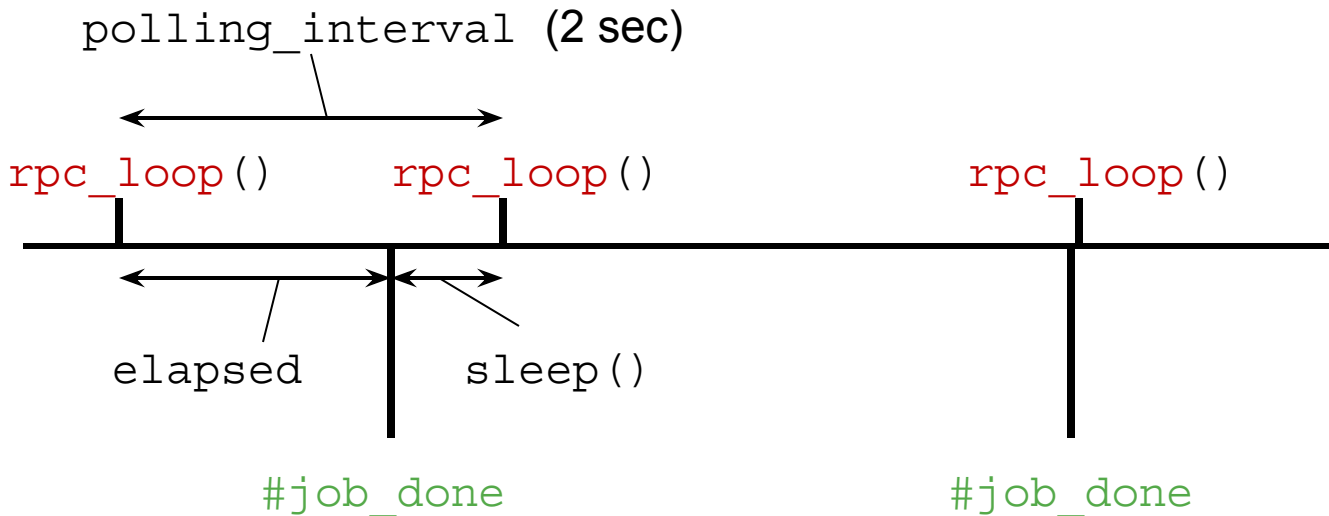 polling_interval (2 sec)
rpc_loop() rpc_loop() rpc_loop()
elapsed sleep()
#job_done #job_done